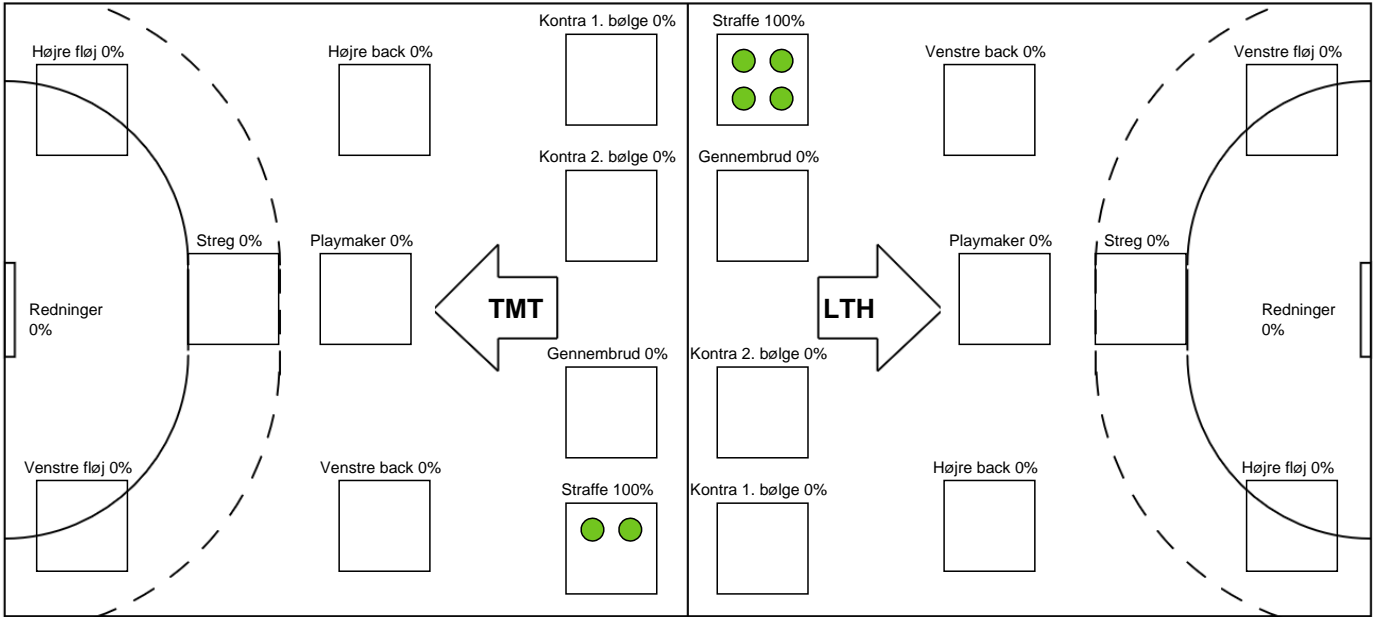 Kontra 1. bølge 0%
Straffe 100%
Højre fløj 0%
Højre back 0%
Venstre back 0%
Venstre fløj 0%
Kontra 2. bølge 0%
Gennembrud 0%
Streg 0%
Playmaker 0%
Playmaker 0%
Streg 0%
Redninger
0%
TMT
LTH
Redninger
0%
Gennembrud 0%
Kontra 2. bølge 0%
Venstre fløj 0%
Venstre back 0%
Højre back 0%
Højre fløj 0%
Straffe 100%
Kontra 1. bølge 0%